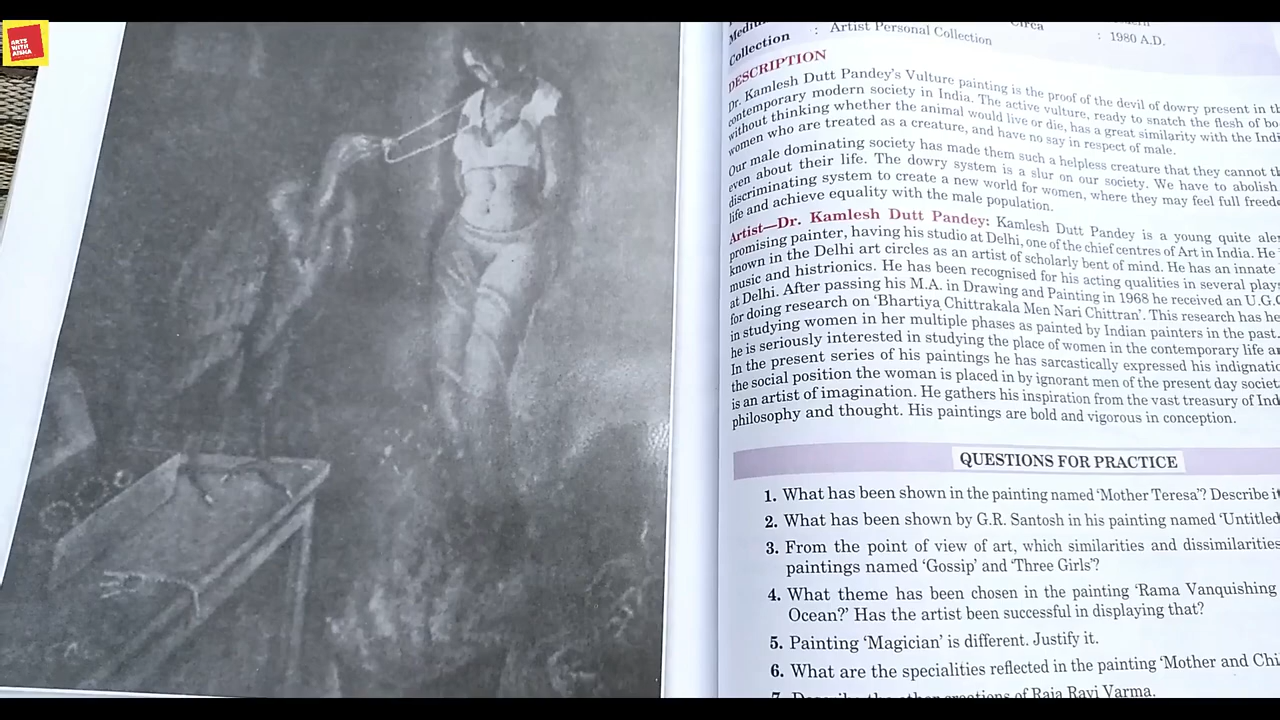 ARTS
WITH
AISHA
Circa
: 1980 A.D.
Collection : Artist Personal Collection
DESCRIPTION
Dr. Kamlesh Dutt Pandey's Vulture painting is the proof of the devil of dowry present in
contemporary modern society in India. The active vulture, ready to snatch the flesh of
without thinking whether the animal would live or die, has a great similarity with the
women who are treated as a creature, and have no say in respect of male.
Our male dominating society has made them such a helpless creature that they cannot
even about their life. The dowry system is a slur on our society. We have to abolish
discriminating system to create a new world for women, where they may feel full
life and achieve equality with the male population.
Artist—Dr. Kamlesh Dutt Pandey: Kamlesh Dutt Pandey is a young quite
promising painter, having his studio at Delhi, one of the chief centres of Art in India. He
known in the Delhi art circles as an artist of scholarly bent of mind. He has an innate
music and histrionics. He has been recognised for his acting qualities in several
at Delhi. After passing his M.A. in Drawing and Painting in 1968 he received an
for doing research on 'Bhartiya Chittrakala Men Nari Chittran'. This research has
in studying women in her multiple phases as painted by Indian painters in the past.
he is seriously interested in studying the place of women in the contemporary life
In the present series of his paintings he has sarcastically expressed his
the social position the woman is placed in by ignorant men of the present day
is an artist of imagination. He gathers his inspiration from the vast treasury of
philosophy and thought. His paintings are bold and vigorous in conception.
QUESTIONS FOR PRACTICE
1. What has been shown in the painting named 'Mother Teresa'? Describe
2. What has been shown by G.R. Santosh in his painting named 'Untitled
3. From the point of view of art, which similarities and dissimilarities
paintings named 'Gossip' and 'Three Girls'?
4. What theme has been chosen in the painting 'Rama Vanquishing
Ocean?' Has the artist been successful in displaying that?
5. Painting 'Magician' is different. Justify it.
6. What are the specialities reflected in the painting 'Mother and
7. Describe the other creations of Raja Ravi Varma.